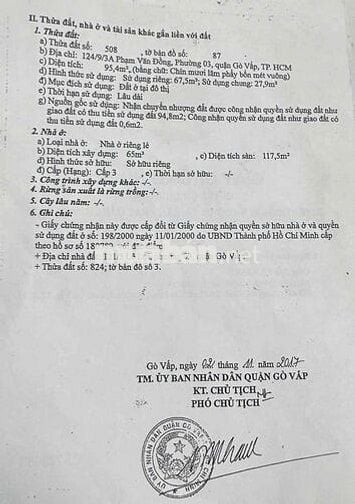 II. Thửa đất, nhà ở và tài sản khác gắn liền với đất
1. Thửa đất:
a) Thửa đất số: 508 , tờ bản đồ số: 87
b) Địa chỉ: 124/9/3A Phạm Văn Đồng, Phường 03, quận Gò Vấp, TP. HCM
c) Diện tích: 95,4m², (bằng chữ: Chín mươi lăm phẩy bốn mét vuông)
d) Hình thức sử dụng: Sử dụng riêng: 67,5m²; Sử dụng chung: 27,9m²
đ) Mục đích sử dụng: Đất ở tại đô thị
e) Thời hạn sử dụng: Lâu dài
g) Nguồn gốc sử dụng: Nhận chuyển nhượng đất được công nhận quyền sử dụng đất như
giao đất có thu tiền sử dụng đất 94,8m2; Công nhận quyền sử dụng đất như giao đất có
thu tiền sử dụng đất 0,6m2.
2. Nhà ở:
a) Loại nhà ở: Nhà ở riêng lẻ
b) Diện tích xây dựng: 65m² , c) Diện tích sàn: 117,5m²
d) Hình thức sở hữu: Sở hữu riêng
đ) Cấp (Hạng): Cấp 3 , e) Thời hạn sở hữu: -/-
3. Công trình xây dựng khác: -/-
4. Rừng sản xuất là rừng trồng: -/-
5. Cây lâu năm: -/-
6. Ghi chú:
- Giấy chứng nhận này được cấp đổi từ Giấy chứng nhận quyền sở hữu nhà ở và quyền
sử dụng đất ở số: 198/2000 ngày 11/01/2000 do UBND Thành phố Hồ Chí Minh cấp
theo hồ sơ số
+ Địa chỉ nhà đất Gò Vấp.
+ Thửa đất số: 824; tờ bản đồ số 3.
Gò Vấp, ngày 02 tháng 11 năm 2017
TM. ỦY BAN NHÂN DÂN QUẬN GÒ VẤP
KT. CHỦ TỊCH
PHÓ CHỦ TỊCH